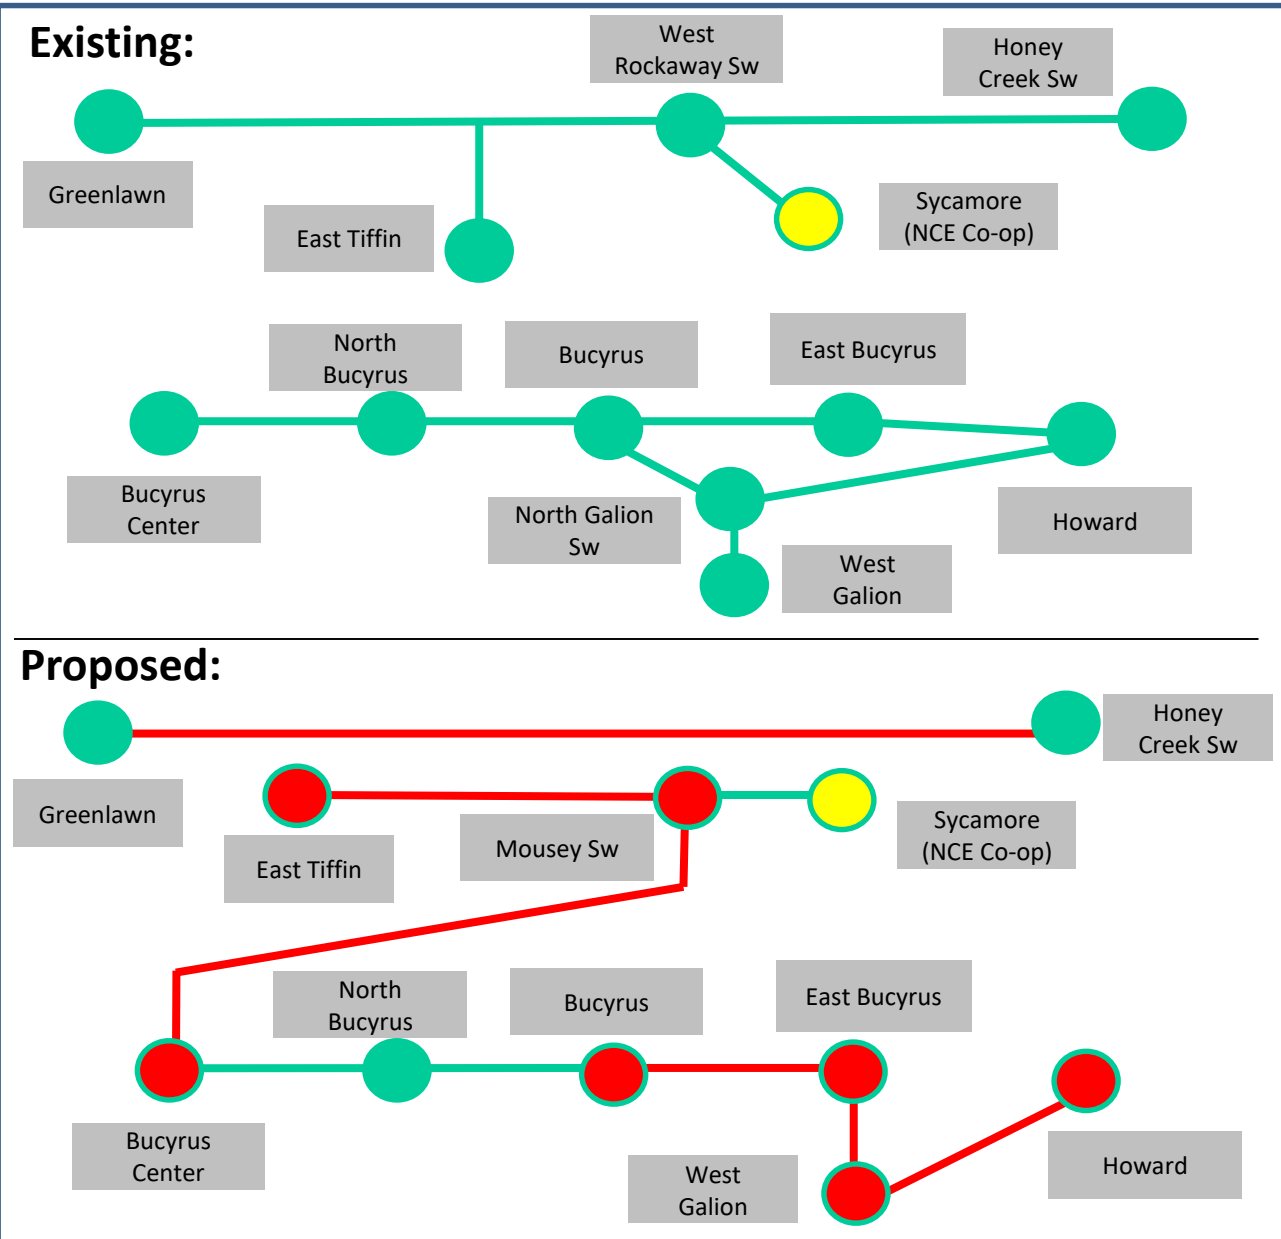 Existing:
West
Rockaway Sw
Honey
Creek Sw
Greenlawn
East Tiffin
Sycamore
(NCE Co-op)
North
Bucyrus
Bucyrus
East Bucyrus
Bucyrus
Center
North Galion
Sw
Howard
West
Galion
Proposed:
Honey
Creek Sw
Greenlawn
East Tiffin
Mousey Sw
Sycamore
(NCE Co-op)
North
Bucyrus
Bucyrus
East Bucyrus
Bucyrus
Center
West
Galion
Howard